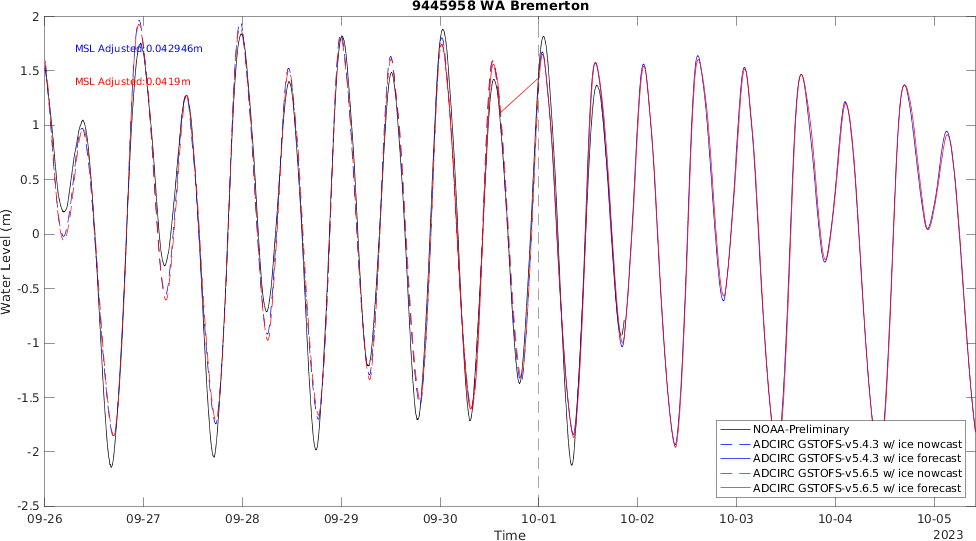 9445958 WA Bremerton
MSL Adjusted:0.042946m
MSL Adjusted:0.0419m
Water Level (m)
2
1.5
1
0.5
0
-0.5
-1
-1.5
-2
-2.5
NOAA-Preliminary
ADCIRC GSTOFS-v5.4.3 w/ ice nowcast
ADCIRC GSTOFS-v5.4.3 w/ ice forecast
ADCIRC GSTOFS-v5.6.5 w/ ice nowcast
ADCIRC GSTOFS-v5.6.5 w/ ice forecast
09-26 09-27 09-28 09-29 09-30 10-01 10-02 10-03 10-04 10-05
Time
2023